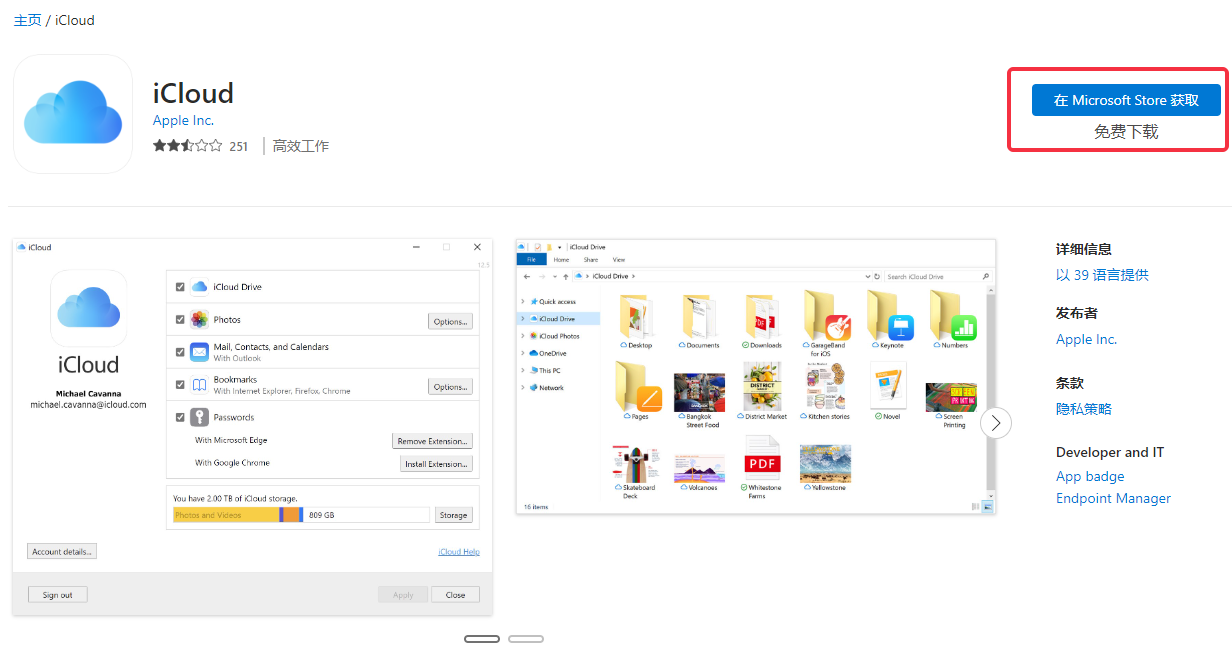 主页 / iCloud
iCloud
Apple Inc.
251
高效工作
在 Microsoft Store 获取
免费下载
iCloud
12.5
iCloud
Michael Cavanna
michael.cavanna@icloud.com
iCloud Drive
Photos
Options...
Mail, Contacts, and Calendars
With Outlook
Bookmarks
With Internet Explorer, Firefox, Chrome
Options...
Passwords
With Microsoft Edge
Remove Extension...
With Google Chrome
Install Extension...
You have 2.00 TB of iCloud storage.
Photos and Videos
809 GB
Storage
Account details...
iCloud Help
Sign out
Apply
Close
iCloud Drive
File
Home
Share
View
iCloud Drive
Search iCloud Drive
Quick access
iCloud Drive
iCloud Photos
OneDrive
This PC
Network
Desktop
Documents
PDF
Downloads
GarageBand
for iOS
Keynote
Numbers
Pages
BANGKOK
Bangkok
Street Food
DISTRICT
MARKET
District Market
Kitchen stories
Novel
Screen
Printing
Skateboard
Deck
Volcanoes
PDF
Whitestone
Farms
Yellowstone
16 items
详细信息
以 39 语言提供
发布者
Apple Inc.
条款
隐私策略
Developer and IT
App badge
Endpoint Manager